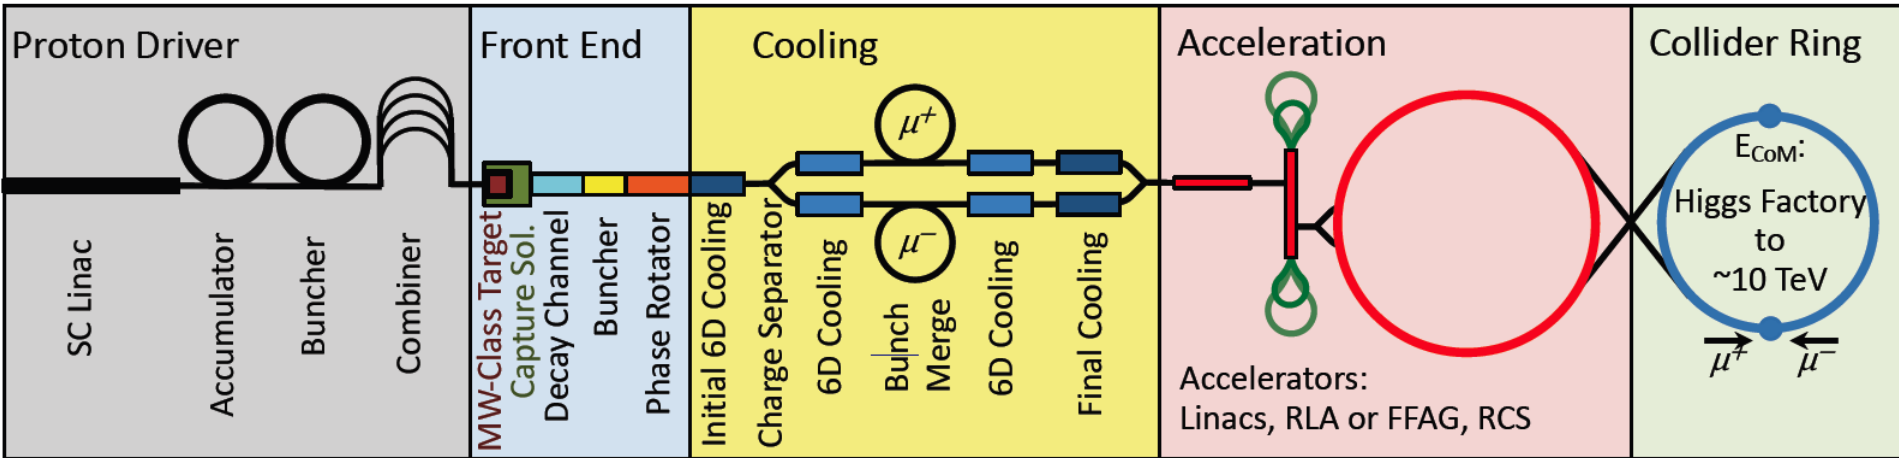 Proton Driver
SC Linac
Accumulator
Buncher
Combiner
Front End
MW-Class Target
Capture Sol.
Decay Channel
Buncher
Phase Rotator
Cooling
Initial 6D Cooling
Charge Separator
6D Cooling
μ+
μ−
Bunch
Merge
6D Cooling
Final Cooling
Acceleration
Accelerators:
Linacs, RLA or FFAG, RCS
Collider Ring
ECoM:
Higgs Factory
to
~10 TeV
μ+
μ−